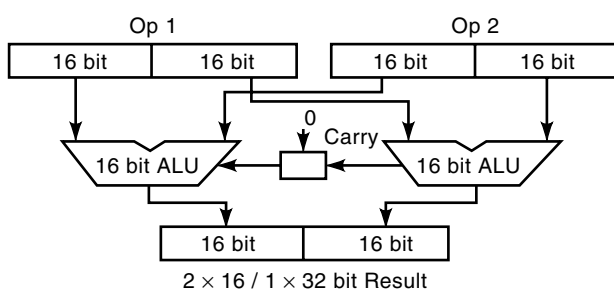 Op 1 Op 2
16 bit 16 bit 16 bit 16 bit
0
Carry
16 bit ALU 16 bit ALU
16 bit 16 bit
2 × 16 / 1 × 32 bit Result